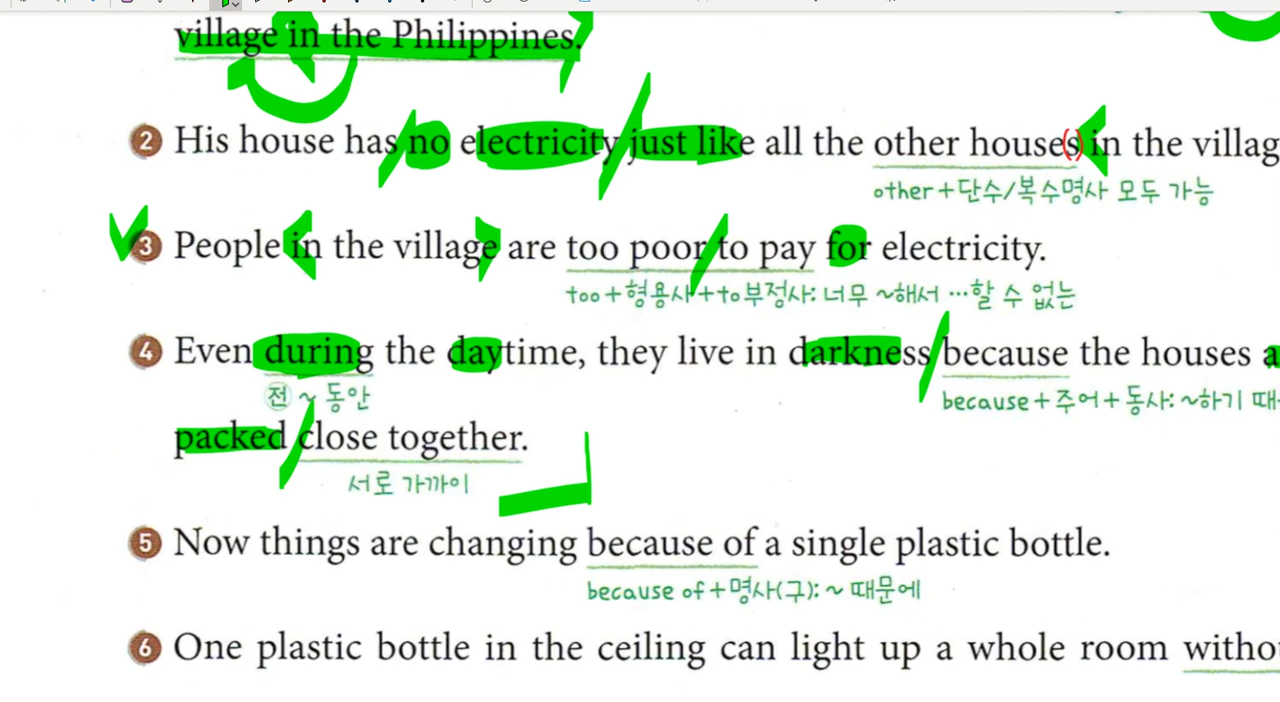 village in the Philippines.
2 His house has no electricity just like all the other house(s) in the villag
other+단수/복수명사 모두 가능
3 People in the village are too poor to pay for electricity.
too+형용사+to부정사: 너무 ~해서 …할 수 없는
4 Even during the daytime, they live in darkness because the houses a
전 ~ 동안
because+주어+동사: ~하기 때
packed close together.
서로 가까이
5 Now things are changing because of a single plastic bottle.
because of+명사(구): ~ 때문에
6 One plastic bottle in the ceiling can light up a whole room witho